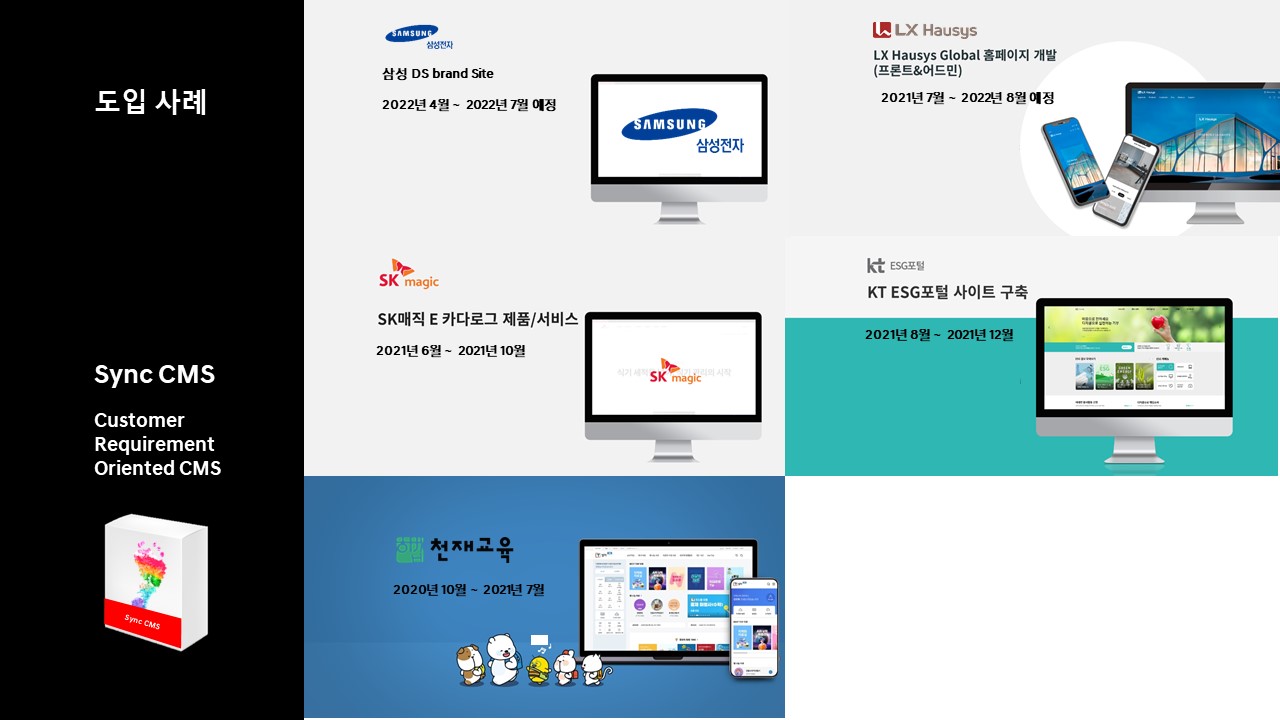 도입 사례
Sync CMS
Customer
Requirement
Oriented CMS
Sync CMS
SAMSUNG
삼성전자
삼성 DS brand Site
2022년 4월 ~ 2022년 7월 예정
SAMSUNG
삼성전자
LX Hausys
LX Hausys Global 홈페이지 개발
(프론트&어드민)
2021년 7월 ~ 2022년 8월 예정
LX Hausys
SK magic
SK매직 E 카다로그 제품/서비스
2021년 6월 ~ 2021년 10월
SK magic
kt ESG포털
KT ESG포털 사이트 구축
2021년 8월 ~ 2021년 12월
천재교육
2020년 10월 ~ 2021년 7월